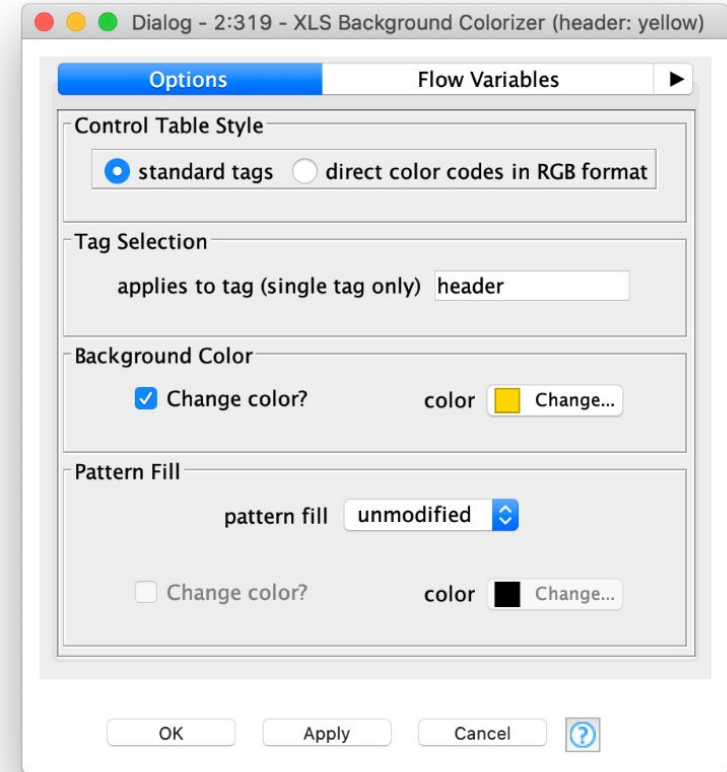 Dialog - 2:319 - XLS Background Colorizer (header: yellow)
Options Flow Variables
Control Table Style
standard tags direct color codes in RGB format
Tag Selection
applies to tag (single tag only) header
Background Color
Change color? color Change...
Pattern Fill
pattern fill unmodified
Change color? color Change...
OK Apply Cancel ?